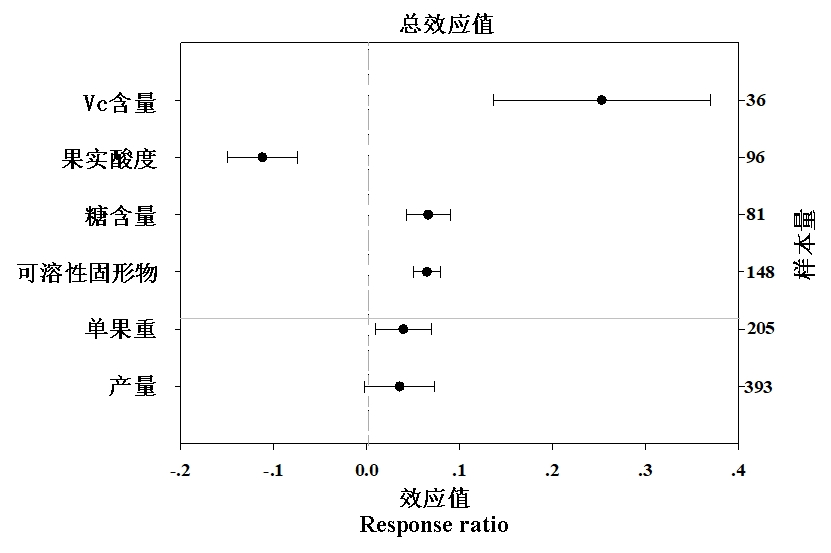 总效应值
Vc含量
36
果实酸度
96
糖含量
81
可溶性固形物
148
单果重
205
产量
393
样本量
-.2 -.1 0.0 .1 .2 .3 .4
效应值
Response ratio